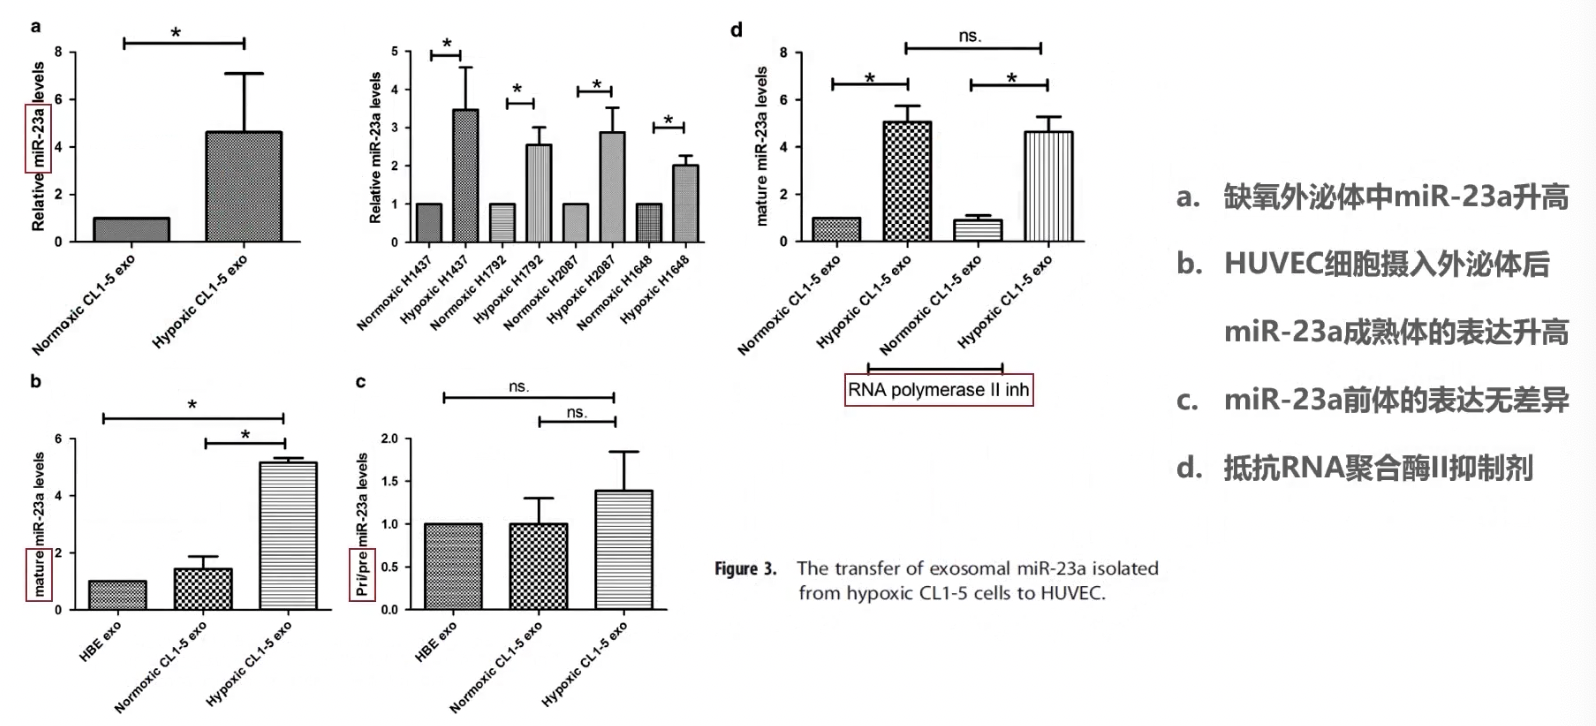 a
*
8
6
4
2
0
Relative miR-23a levels
Normoxic CL1-5 exo
Hypoxic CL1-5 exo
*
*
*
*
5
4
3
2
1
0
Relative miR-23a levels
Normoxic H1437
Hypoxic H1437
Normoxic H1792
Hypoxic H1792
Normoxic H2087
Hypoxic H2087
Normoxic H1648
Hypoxic H1648
d
ns.
*
*
8
6
4
2
0
mature miR-23a levels
Normoxic CL1-5 exo
Hypoxic CL1-5 exo
Normoxic CL1-5 exo
Hypoxic CL1-5 exo
RNA polymerase II inh
b
*
*
6
4
2
0
mature miR-23a levels
HBE exo
Normoxic CL1-5 exo
Hypoxic CL1-5 exo
c
ns.
ns.
2.0
1.5
1.0
0.5
0.0
Pri/pre miR-23a levels
HBE exo
Normoxic CL1-5 exo
Hypoxic CL1-5 exo
Figure 3. The transfer of exosomal miR-23a isolated
from hypoxic CL1-5 cells to HUVEC.
a. 缺氧外泌体中miR-23a升高
b. HUVEC细胞摄入外泌体后
miR-23a成熟体的表达升高
c. miR-23a前体的表达无差异
d. 抵抗RNA聚合酶II抑制剂